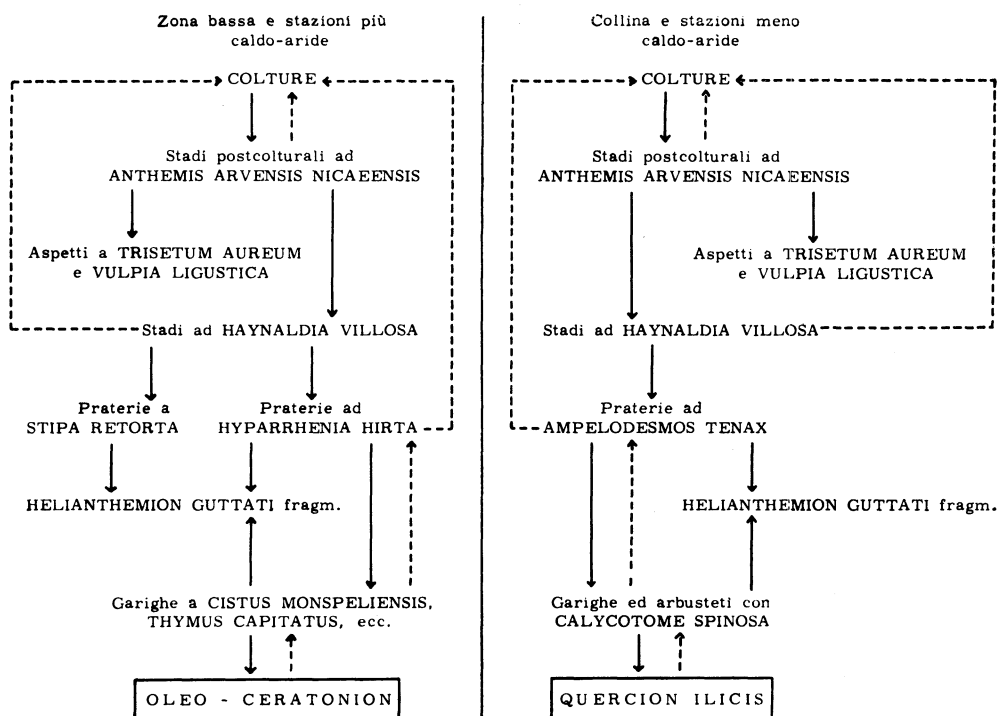 Zona bassa e stazioni più
caldo-aride
COLTURE
Stadi postcolturali ad
ANTHEMIS ARVENSIS NICAEENSIS
Aspetti a TRISETUM AUREUM
e VULPIA LIGUSTICA
Stadi ad HAYNALDIA VILLOSA
Praterie a
STIPA RETORTA
Praterie ad
HYPARRHENIA HIRTA
HELIANTHEMION GUTTATI fragm.
Garighe a CISTUS MONSPELIENSIS,
THYMUS CAPITATUS, ecc.
OLEO - CERATONION
Collina e stazioni meno
caldo-aride
COLTURE
Stadi postcolturali ad
ANTHEMIS ARVENSIS NICAEENSIS
Aspetti a TRISETUM AUREUM
e VULPIA LIGUSTICA
Stadi ad HAYNALDIA VILLOSA
Praterie ad
AMPELODESMOS TENAX
HELIANTHEMION GUTTATI fragm.
Garighe ed arbusteti con
CALYCOTOME SPINOSA
QUERCION ILICIS